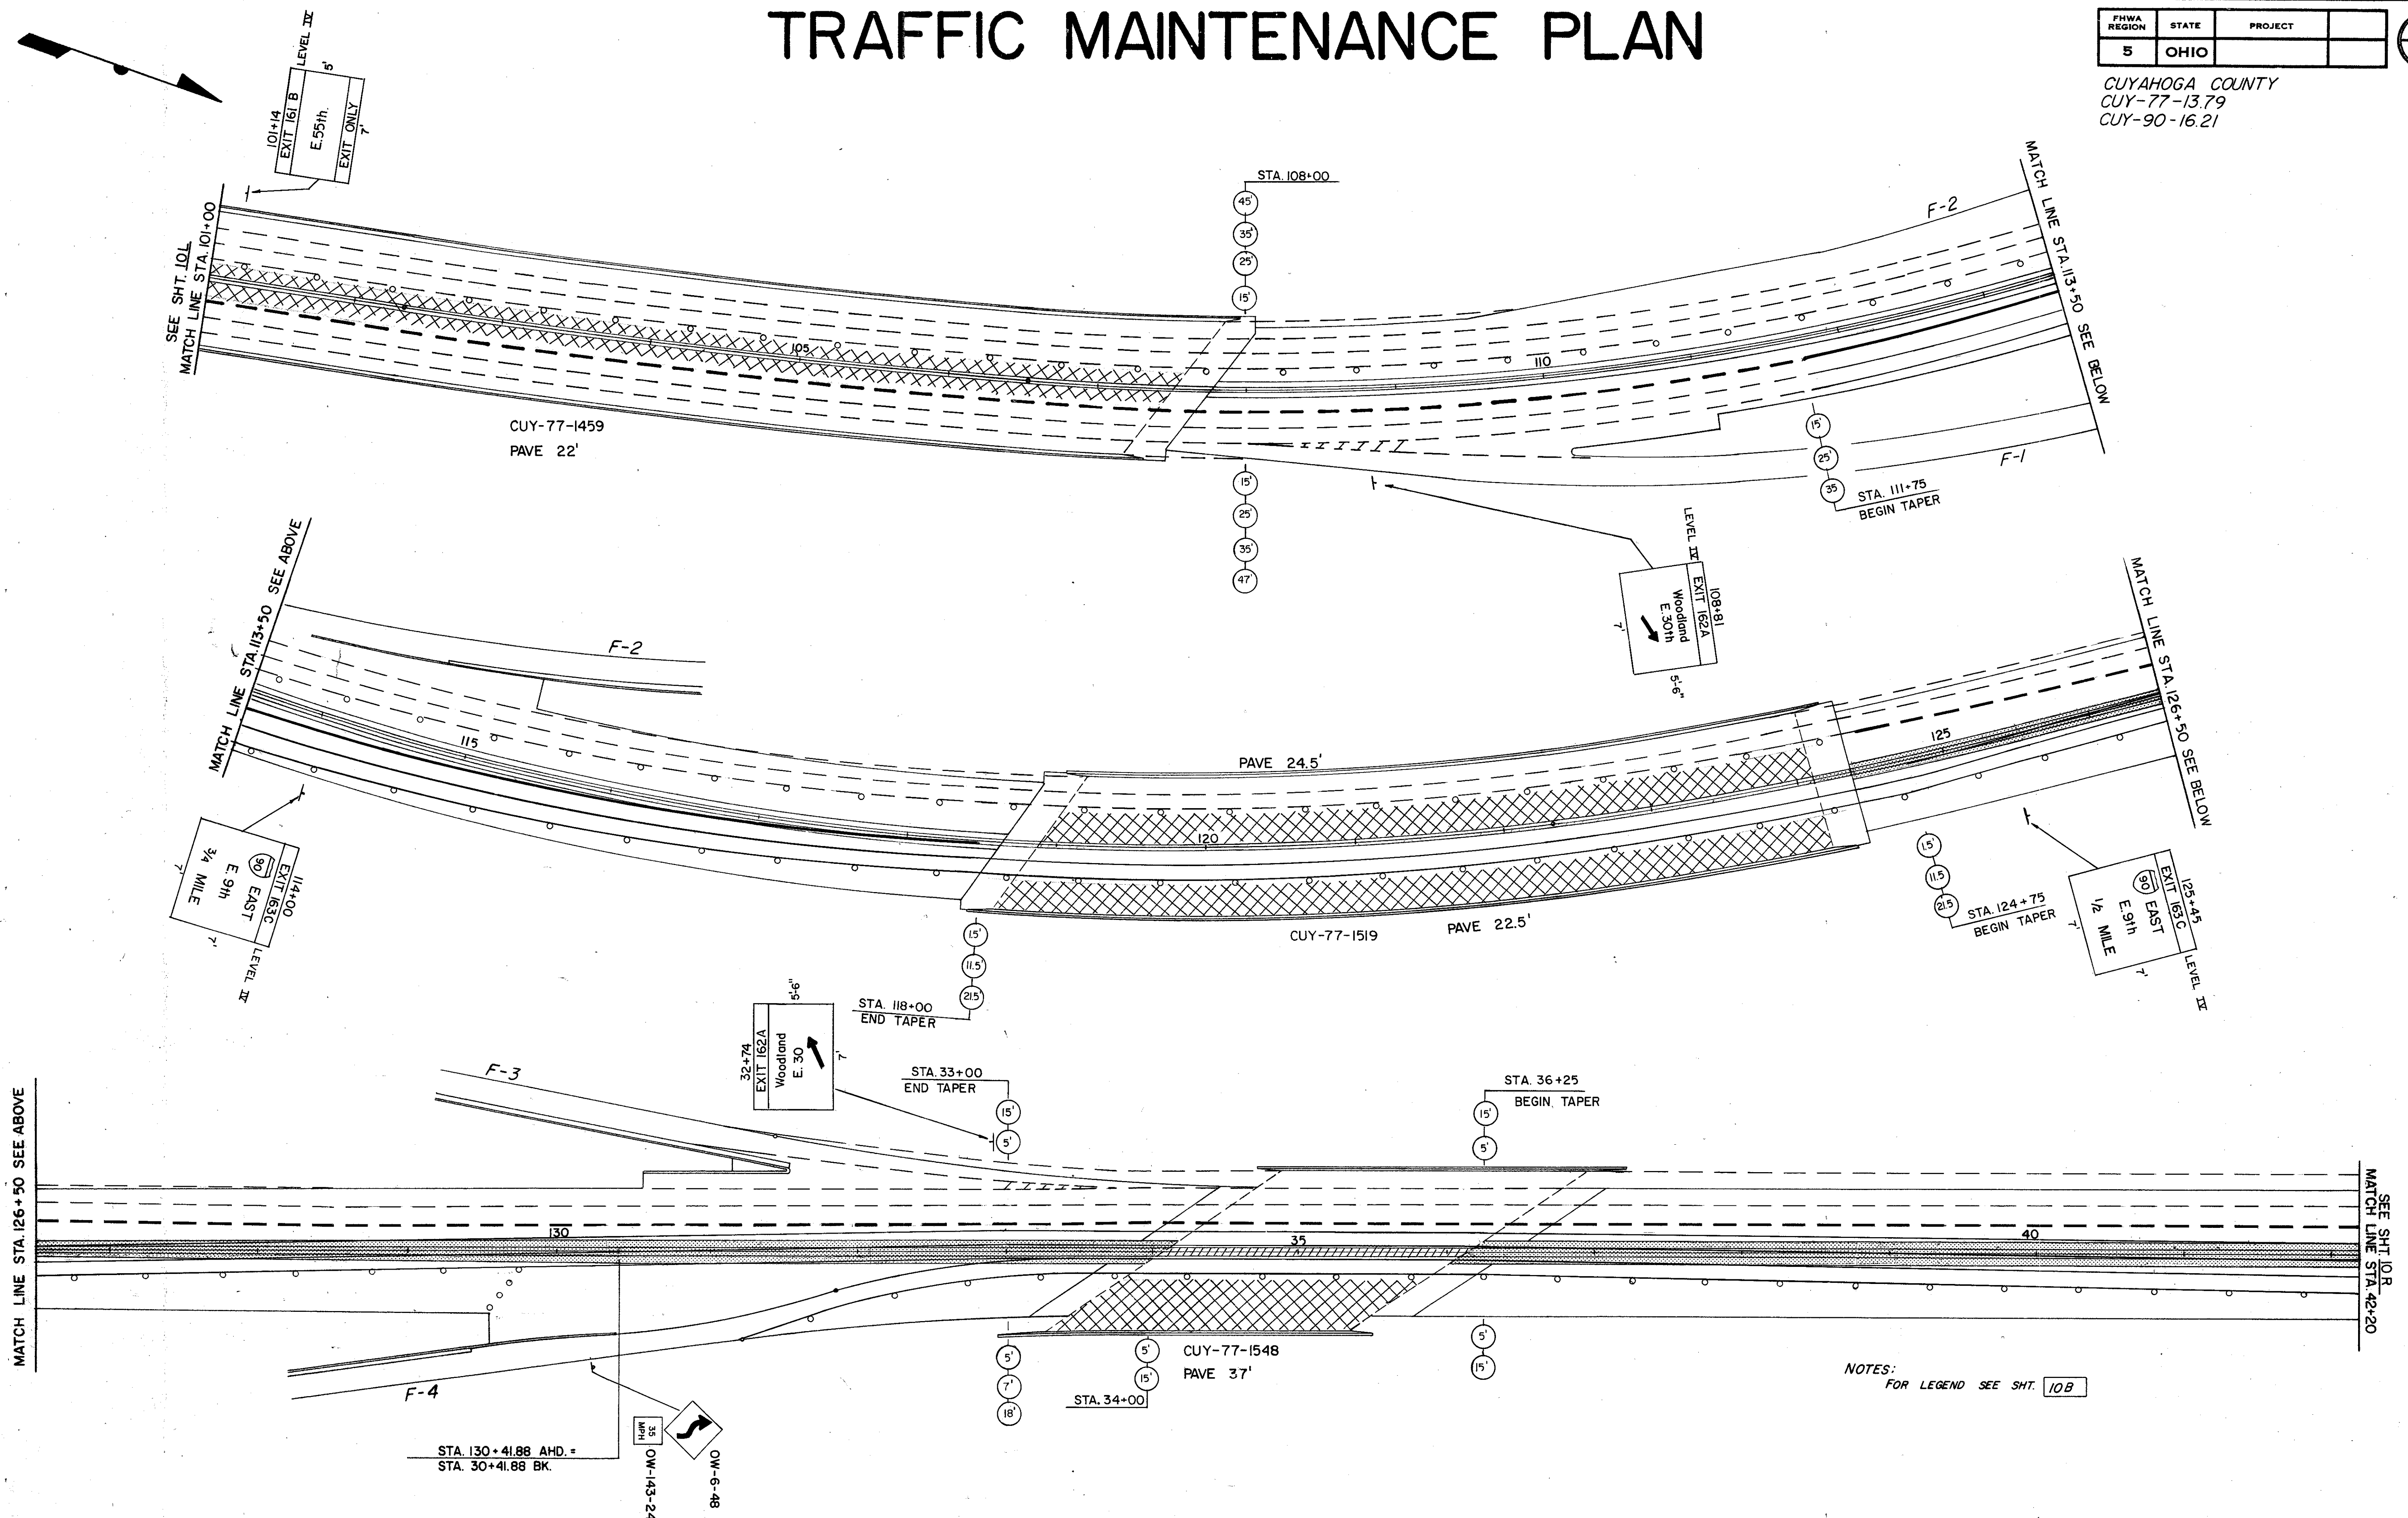 TRAFFIC MAINTENANCE PLAN
FHWA REGION
STATE
PROJECT
5
OHIO
CUYAHOGA COUNTY
CUY-77-13.79
CUY-90-16.21
101+14
EXIT 161 B
LEVEL IV
E.55th.
5'
EXIT ONLY
7'
SEE SHT. 10 L
MATCH LINE STA. 101+00
STA. 108+00
45'
35'
25'
15'
105
110
F-2
MATCH LINE STA. 113+50 SEE BELOW
CUY-77-1459
PAVE 22'
15'
25'
35'
47'
15'
25'
35
STA. 111+75
BEGIN TAPER
F-1
LEVEL IV
108+81
EXIT 162A
Woodland
E.30th
7'
5'-6"
MATCH LINE STA. 113+50 SEE ABOVE
F-2
115
PAVE 24.5'
120
125
MATCH LINE STA. 126+50 SEE BELOW
CUY-77-1519
PAVE 22.5'
114+00
EXIT 163C
90 EAST
E. 9th
3/4 MILE
7'
7'
LEVEL IV
1.5'
11.5'
21.5'
STA. 118+00
END TAPER
1.5'
11.5
21.5
STA. 124+75
BEGIN TAPER
125+45
EXIT 163C
90 EAST
E. 9th
1/2 MILE
7'
7'
LEVEL IV
32+74
EXIT 162A
Woodland
E. 30
5'-6"
7'
MATCH LINE STA. 126+50 SEE ABOVE
F-3
STA. 33+00
END TAPER
15'
5'
STA. 36+25
BEGIN TAPER
15'
5'
130
35
40
SEE SHT. 10 R
MATCH LINE STA. 42+20
5'
7'
18'
5'
15'
STA. 34+00
CUY-77-1548
PAVE 37'
5'
15'
F-4
STA. 130+41.88 AHD. =
STA. 30+41.88 BK.
35
MPH
OW-143-24
OW-6-48
NOTES:
FOR LEGEND SEE SHT. 10B